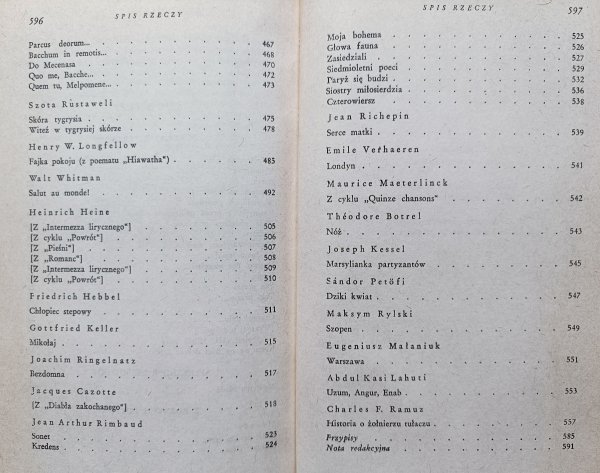 596 SPIS RZECZY
Parcus deorum... 467
Bacchum in remotis... 468
Do Mecenasa 470
Quo me, Bacche... 472
Quem tu, Melpomene... 473
Szota Rustaweli
Skóra tygrysia 475
Witeź w tygrysiej skórze 478
Henry W. Longfellow
Fajka pokoju (z poematu „Hiawatha") 485
Walt Whitman
Salut au monde! 492
Heinrich Heine
[Z „Intermezza lirycznego"] 505
[Z cyklu „Powrót"] 506
[Z „Pieśni"] 507
[Z „Romanc"] 508
[Z „Intermezza lirycznego"] 509
[Z cyklu „Powrót"] 510
Friedrich Hebbel
Chłopiec stepowy 511
Gottfried Keller
Mikołaj 515
Joachim Ringelnatz
Bezdomna 517
Jacques Cazotte
[Z „Diabła zakochanego"] 518
Jean Arthur Rimbaud
Sonet 523
Kredens 524
SPIS RZECZY 597
Moja bohema 525
Głowa fauna 526
Zasiedziali 527
Siedmioletni poeci 529
Paryż się budzi 532
Siostry miłosierdzia 536
Czterowiersz 538
Jean Richepin
Serce matki 539
Emile Verhaeren
Londyn 541
Maurice Maeterlinck
Z cyklu „Quinze chansons" 542
Théodore Botrel
Nóż 543
Joseph Kessel
Marsylianka partyzantów 545
Sándor Petöfi
Dziki kwiat 547
Maksym Rylski
Szopen 549
Eugeniusz Małaniuk
Warszawa 551
Abdul Kasi Lahuti
Uzum, Angur, Enab 553
Charles F. Ramuz
Historia o żołnierzu tułaczu 557
Przypisy 585
Nota redakcyjna 591